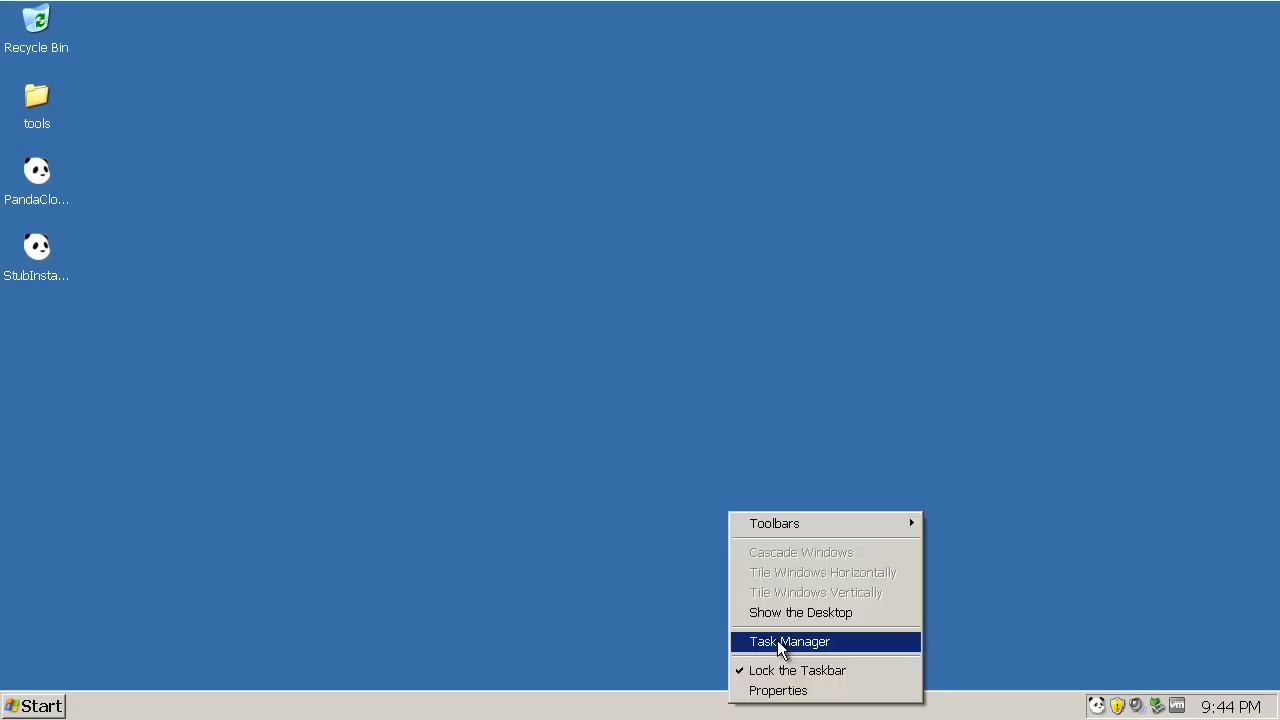 Recycle Bin
tools
PandaClo...
StubInsta...
Toolbars
Cascade Windows
Tile Windows Horizontally
Tile Windows Vertically
Show the Desktop
Task Manager
Lock the Taskbar
Properties
Start
vm
9:44 PM